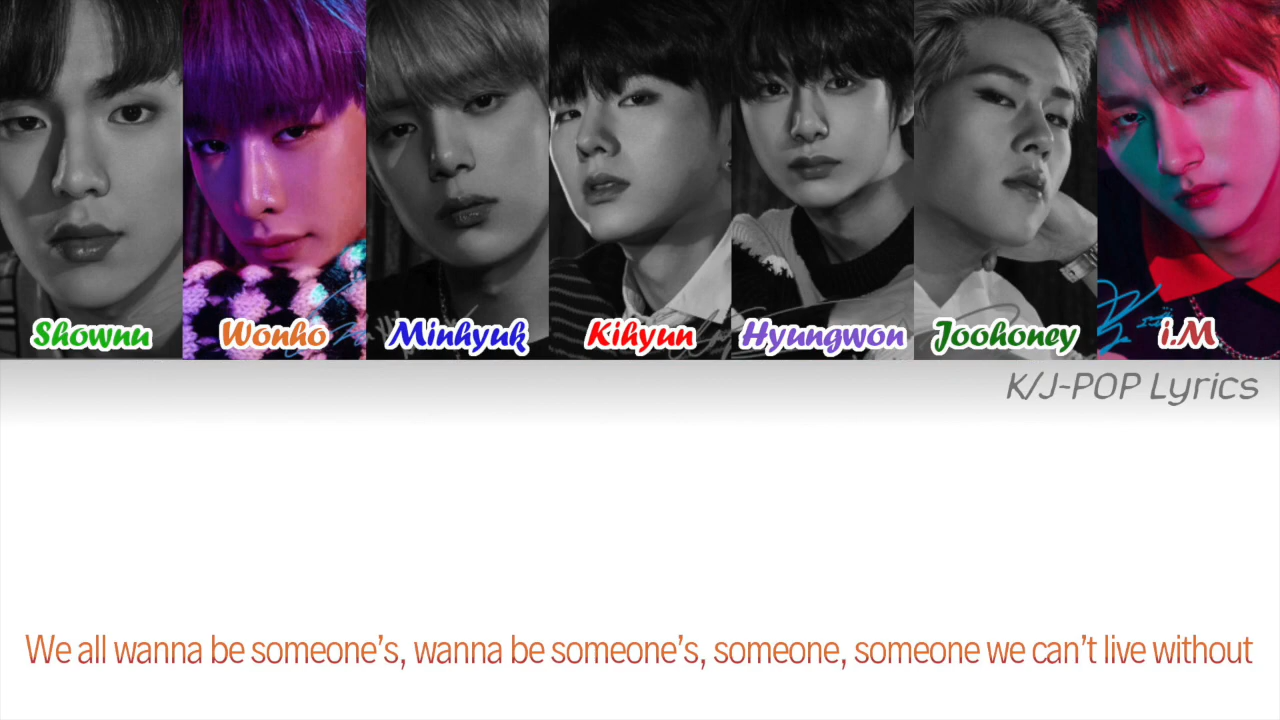 Shownu Wonho Minhyuk Kihyun Hyungwon Joohoney i.M
K/J-POP Lyrics
We all wanna be someone's, wanna be someone's, someone, someone we can't live without